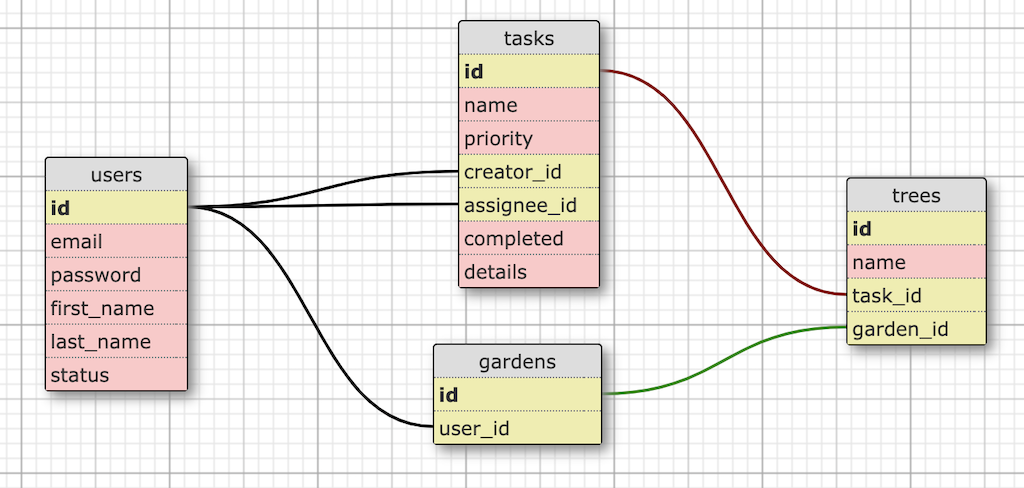 users
id
email
password
first_name
last_name
status
tasks
id
name
priority
creator_id
assignee_id
completed
details
gardens
id
user_id
trees
id
name
task_id
garden_id